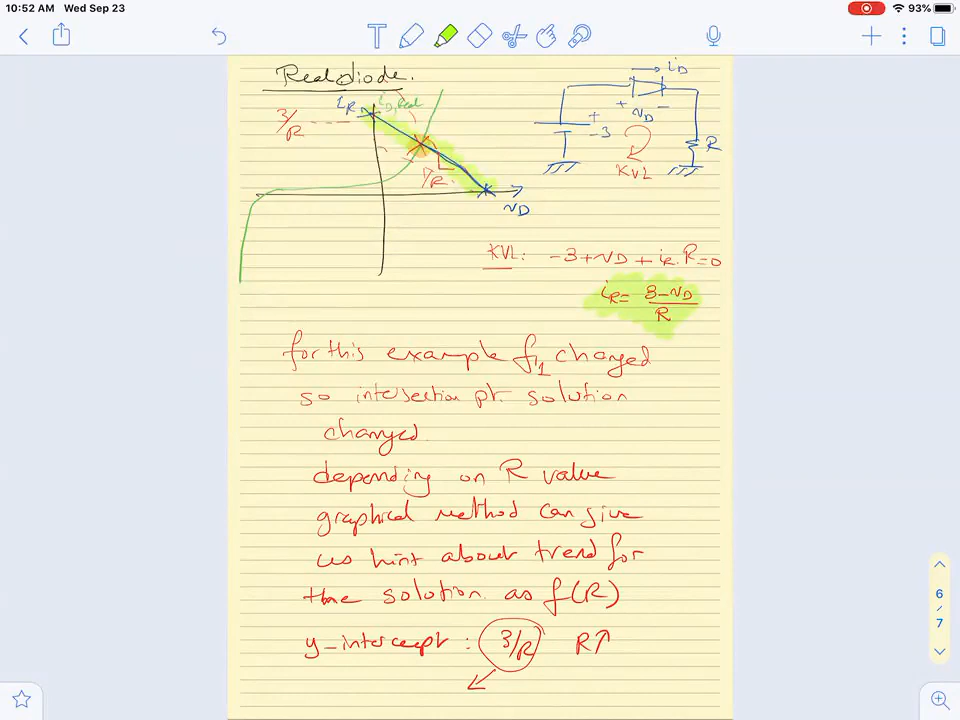 10:52 AM Wed Sep 23
93%
Real diode.
iR
iD,real
3/R
1/R
vD
iD
+ vD -
+
-3
R
KVL
KVL: -3+vD + iR.R=0
iR= 3-vD/R
for this example f1 changed
so intersection pt. solution
changed.
depending on R value
graphical method can give
us hint about trend for
the solution as f(R)
y_intercept : 3/R R↑
6
/
7